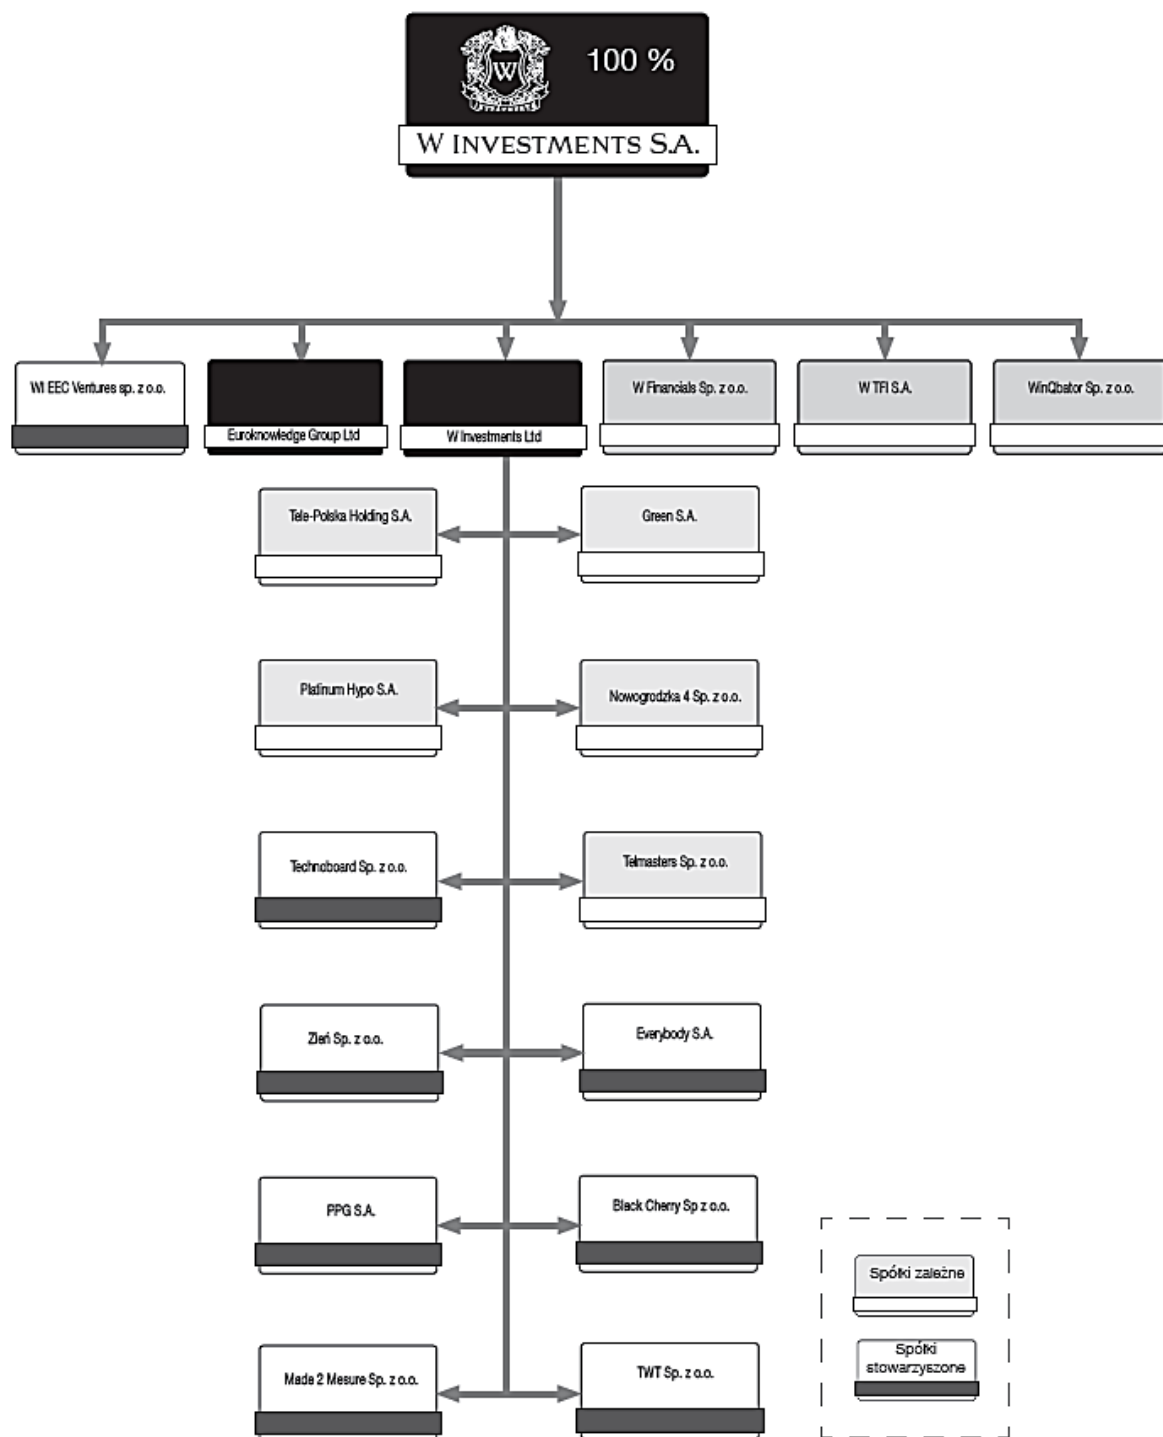 W
100 %
W INVESTMENTS S.A.
WI EEC Ventures sp. z o.o.
Euroknowledge Group Ltd
W Investments Ltd
W Financials Sp. z o.o.
W TFI S.A.
WinQbator Sp. z o.o.
Tele-Polska Holding S.A.
Green S.A.
Platinum Hypo S.A.
Nowogrodzka 4 Sp. z o.o.
Technoboard Sp. z o.o.
Telmasters Sp. z o.o.
Zień Sp. z o.o.
Everybody S.A.
PPG S.A.
Black Cherry Sp z o.o.
Made 2 Mesure Sp. z o.o.
TWT Sp. z o.o.
Spółki zależne
Spółki
stowarzyszone